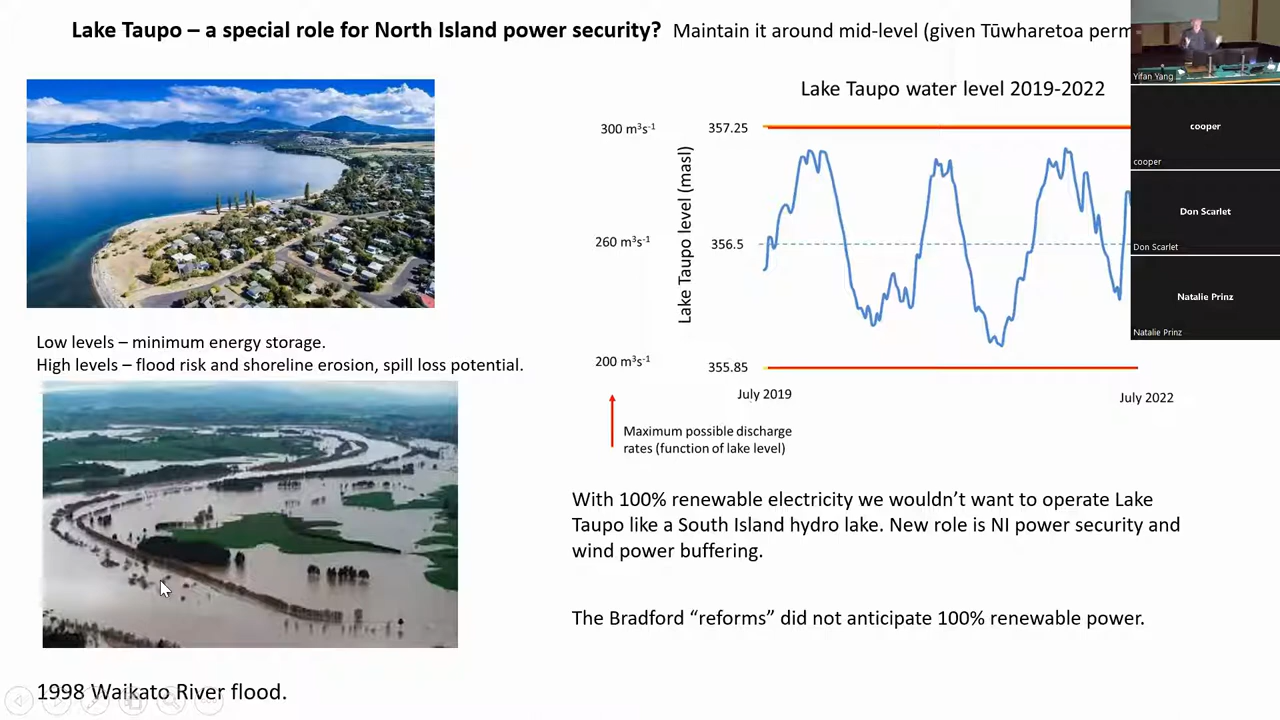 Lake Taupo – a special role for North Island power security? Maintain it around mid-level (given Tūwharetoa perm
Lake Taupo water level 2019-2022
300 m³s⁻¹
357.25
260 m³s⁻¹
356.5
200 m³s⁻¹
355.85
Lake Taupo level (masl)
July 2019
July 2022
Maximum possible discharge
rates (function of lake level)
Low levels – minimum energy storage.
High levels – flood risk and shoreline erosion, spill loss potential.
1998 Waikato River flood.
With 100% renewable electricity we wouldn’t want to operate Lake
Taupo like a South Island hydro lake. New role is NI power security and
wind power buffering.
The Bradford “reforms” did not anticipate 100% renewable power.
Yifan Yang
cooper
cooper
Don Scarlet
Don Scarlet
Natalie Prinz
Natalie Prinz